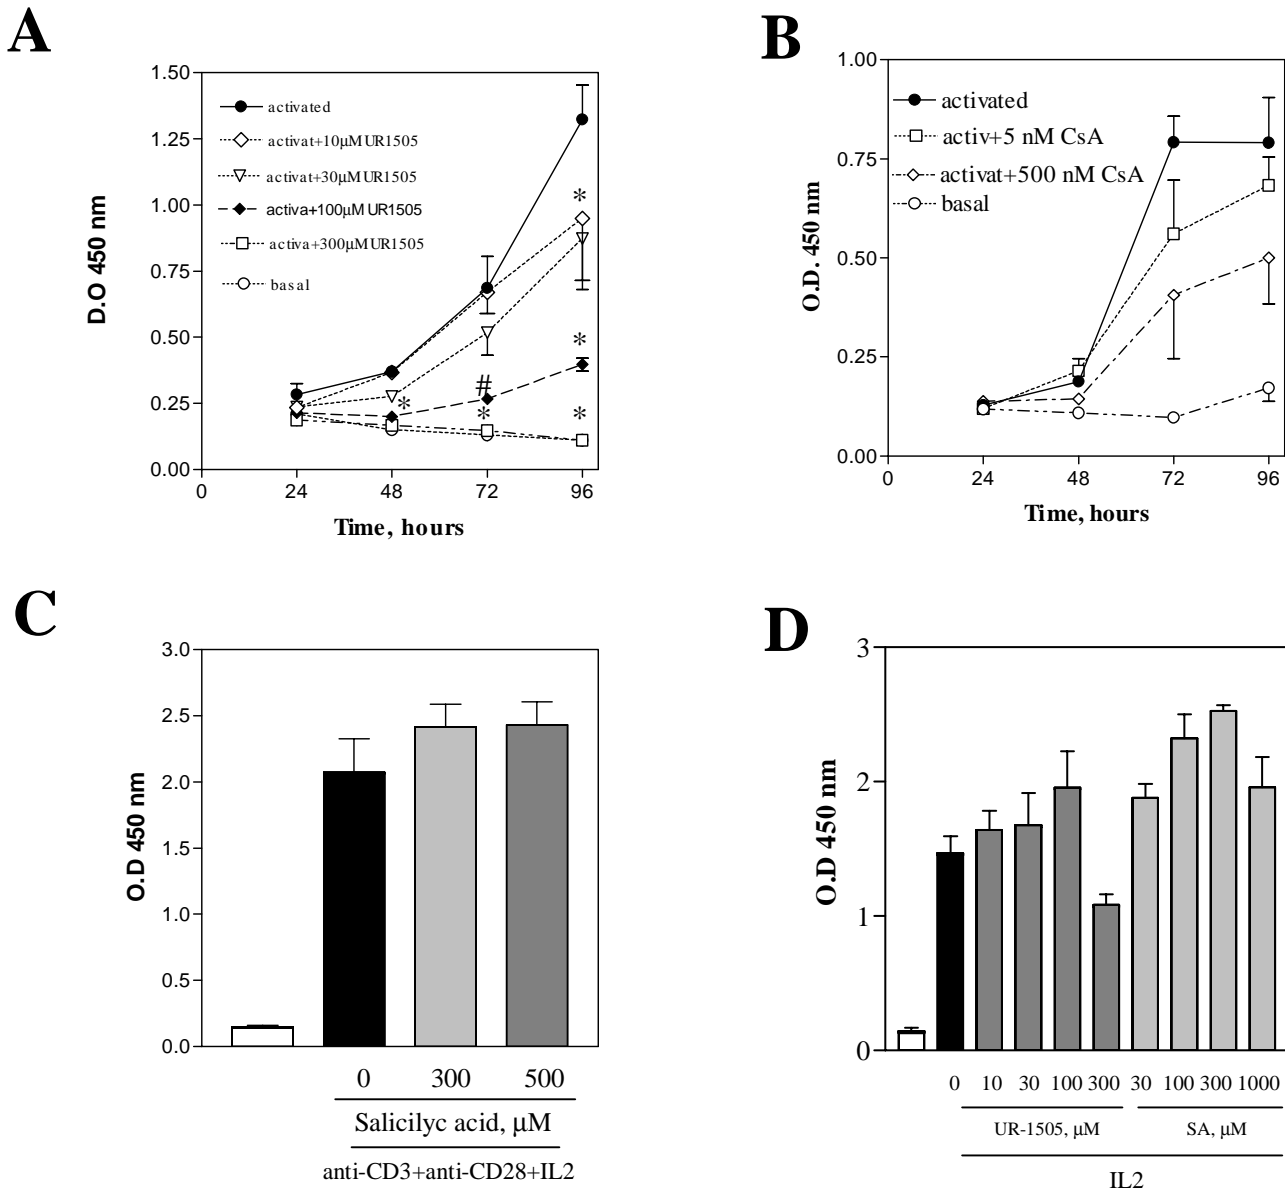 A
1.50
1.25
1.00
0.75
0.50
0.25
0.00
D.O 450 nm
activated
activat+10μMUR1505
activat+30μMUR1505
activa+100μMUR1505
activa+300μMUR1505
basal
*
*
#
*
*
*
0 24 48 72 96
Time, hours
B
1.00
0.75
0.50
0.25
0.00
O.D. 450 nm
activated
activ+5 nM CsA
activat+500 nM CsA
basal
0 24 48 72 96
Time, hours
C
3.0
2.5
2.0
1.5
1.0
0.5
0.0
O.D 450 nm
0 300 500
Salicilyc acid, μM
anti-CD3+anti-CD28+IL2
D
3
2
1
0
O.D 450 nm
0 10 30 100 300 30 100 300 1000
UR-1505, μM SA, μM
IL2